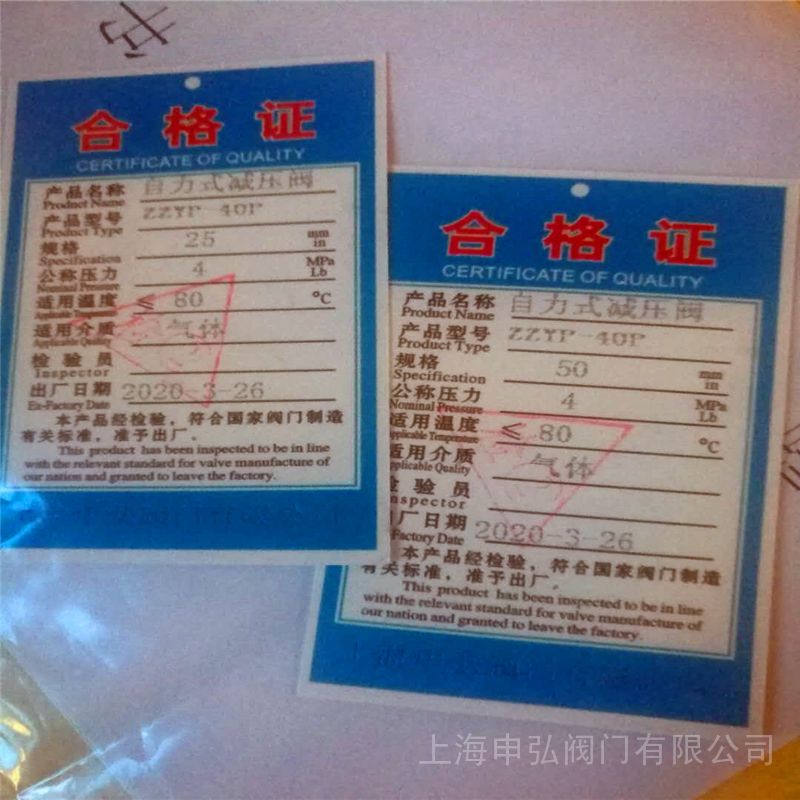 合格证
CERTIFICATE OF QUALITY
产品名称 自力式减压阀
Product Name
产品型号 ZZYP-40P
Product Type
规格 25 mm
Specification in
公称压力 4 MPa
Nominal Pressure Lb
适用温度 ≤ 80 °C
Applicable Temperature
适用介质 气体
Applicable Quality
检验员
Inspector
出厂日期 2020-3-26
Ex-Factory Date
本产品经检验，符合国家阀门制造
有关标准，准予出厂。
This product has been inspected to be in line
with the relevant standard for valve manufacture of
our nation and granted to leave the factory.
合格证
CERTIFICATE OF QUALITY
产品名称 自力式减压阀
Product Name
产品型号 ZZYP-40P
Product Type
规格 50 mm
Specification in
公称压力 4 MPa
Nominal Pressure Lb
适用温度 ≤ 80 °C
Applicable Temperature
适用介质 气体
Applicable Quality
检验员
Inspector
出厂日期 2020-3-26
-Factory Date
本产品经检验，符合国家阀门制造
有关标准，准予出厂。
This product has been inspected to be in line
with the relevant standard for valve manufacture of
our nation and granted to leave the factory.
上海申弘阀门有限公司